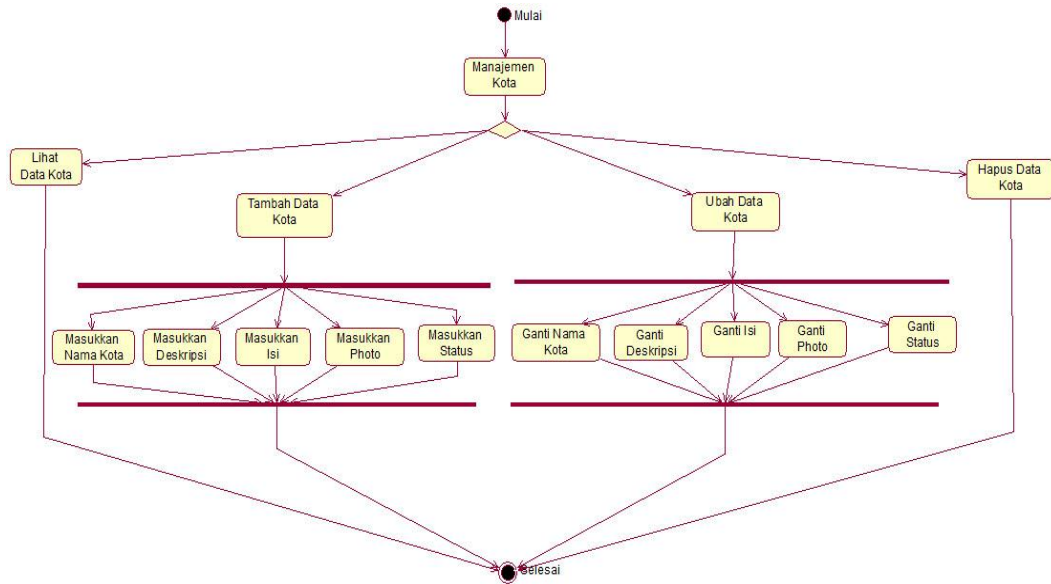 Mulai
Manajemen
Kota
Lihat
Data Kota
Hapus Data
Kota
Tambah Data
Kota
Ubah Data
Kota
Masukkan
Nama Kota
Masukkan
Deskripsi
Masukkan
Isi
Masukkan
Photo
Masukkan
Status
Ganti Nama
Kota
Ganti
Deskripsi
Ganti Isi
Ganti
Photo
Ganti
Status
Selesai